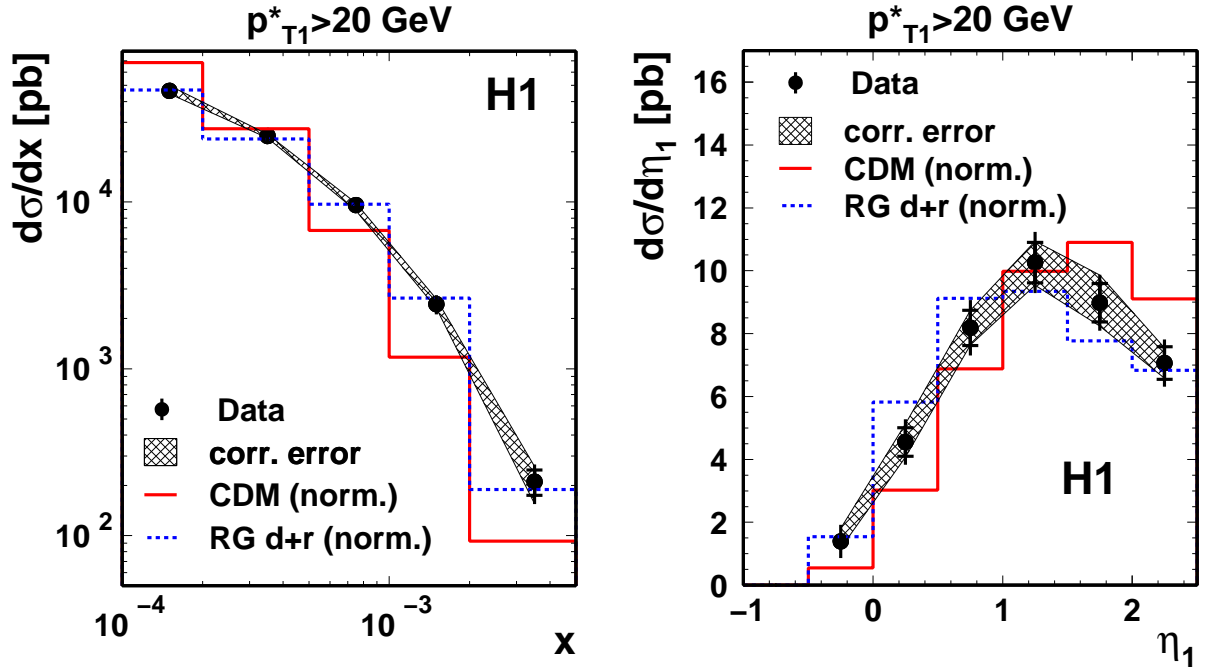 p*T1>20 GeV
dσ/dx [pb]
H1
10^4
10^3
10^2
Data
corr. error
CDM (norm.)
RG d+r (norm.)
10^−4
10^−3
x
p*T1>20 GeV
dσ/dη1 [pb]
16
14
12
10
8
6
4
2
0
Data
corr. error
CDM (norm.)
RG d+r (norm.)
H1
−1
0
1
2
η1